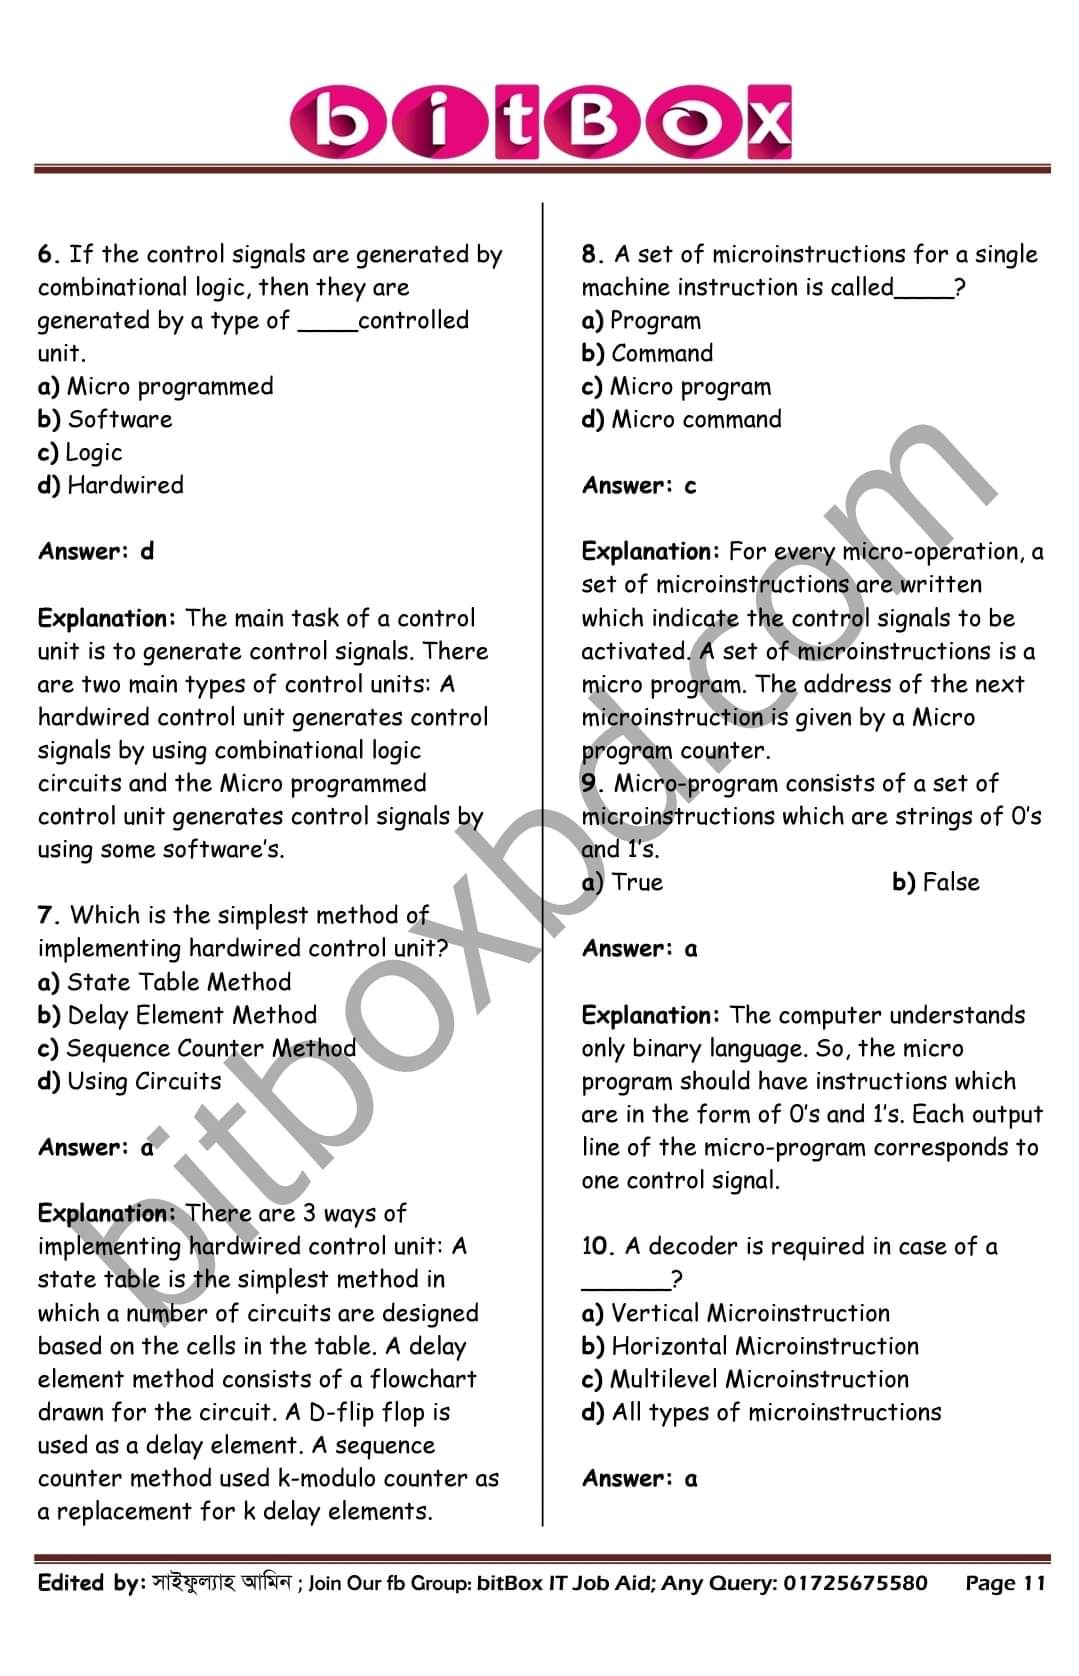 bitBox
6. If the control signals are generated by
combinational logic, then they are
generated by a type of ____controlled
unit.
a) Micro programmed
b) Software
c) Logic
d) Hardwired
Answer: d
Explanation: The main task of a control
unit is to generate control signals. There
are two main types of control units: A
hardwired control unit generates control
signals by using combinational logic
circuits and the Micro programmed
control unit generates control signals by
using some software's.
7. Which is the simplest method of
implementing hardwired control unit?
a) State Table Method
b) Delay Element Method
c) Sequence Counter Method
d) Using Circuits
Answer: a
Explanation: There are 3 ways of
implementing hardwired control unit: A
state table is the simplest method in
which a number of circuits are designed
based on the cells in the table. A delay
element method consists of a flowchart
drawn for the circuit. A D-flip flop is
used as a delay element. A sequence
counter method used k-modulo counter as
a replacement for k delay elements.
8. A set of microinstructions for a single
machine instruction is called____?
a) Program
b) Command
c) Micro program
d) Micro command
Answer: c
Explanation: For every micro-operation, a
set of microinstructions are written
which indicate the control signals to be
activated. A set of microinstructions is a
micro program. The address of the next
microinstruction is given by a Micro
program counter.
9. Micro-program consists of a set of
microinstructions which are strings of 0's
and 1's.
a) True b) False
Answer: a
Explanation: The computer understands
only binary language. So, the micro
program should have instructions which
are in the form of 0's and 1's. Each output
line of the micro-program corresponds to
one control signal.
10. A decoder is required in case of a
______?
a) Vertical Microinstruction
b) Horizontal Microinstruction
c) Multilevel Microinstruction
d) All types of microinstructions
Answer: a
bitboxbd.com
Edited by: সাইফুল্যাহ আমিন ; Join Our fb Group: bitBox IT Job Aid; Any Query: 01725675580 Page 11